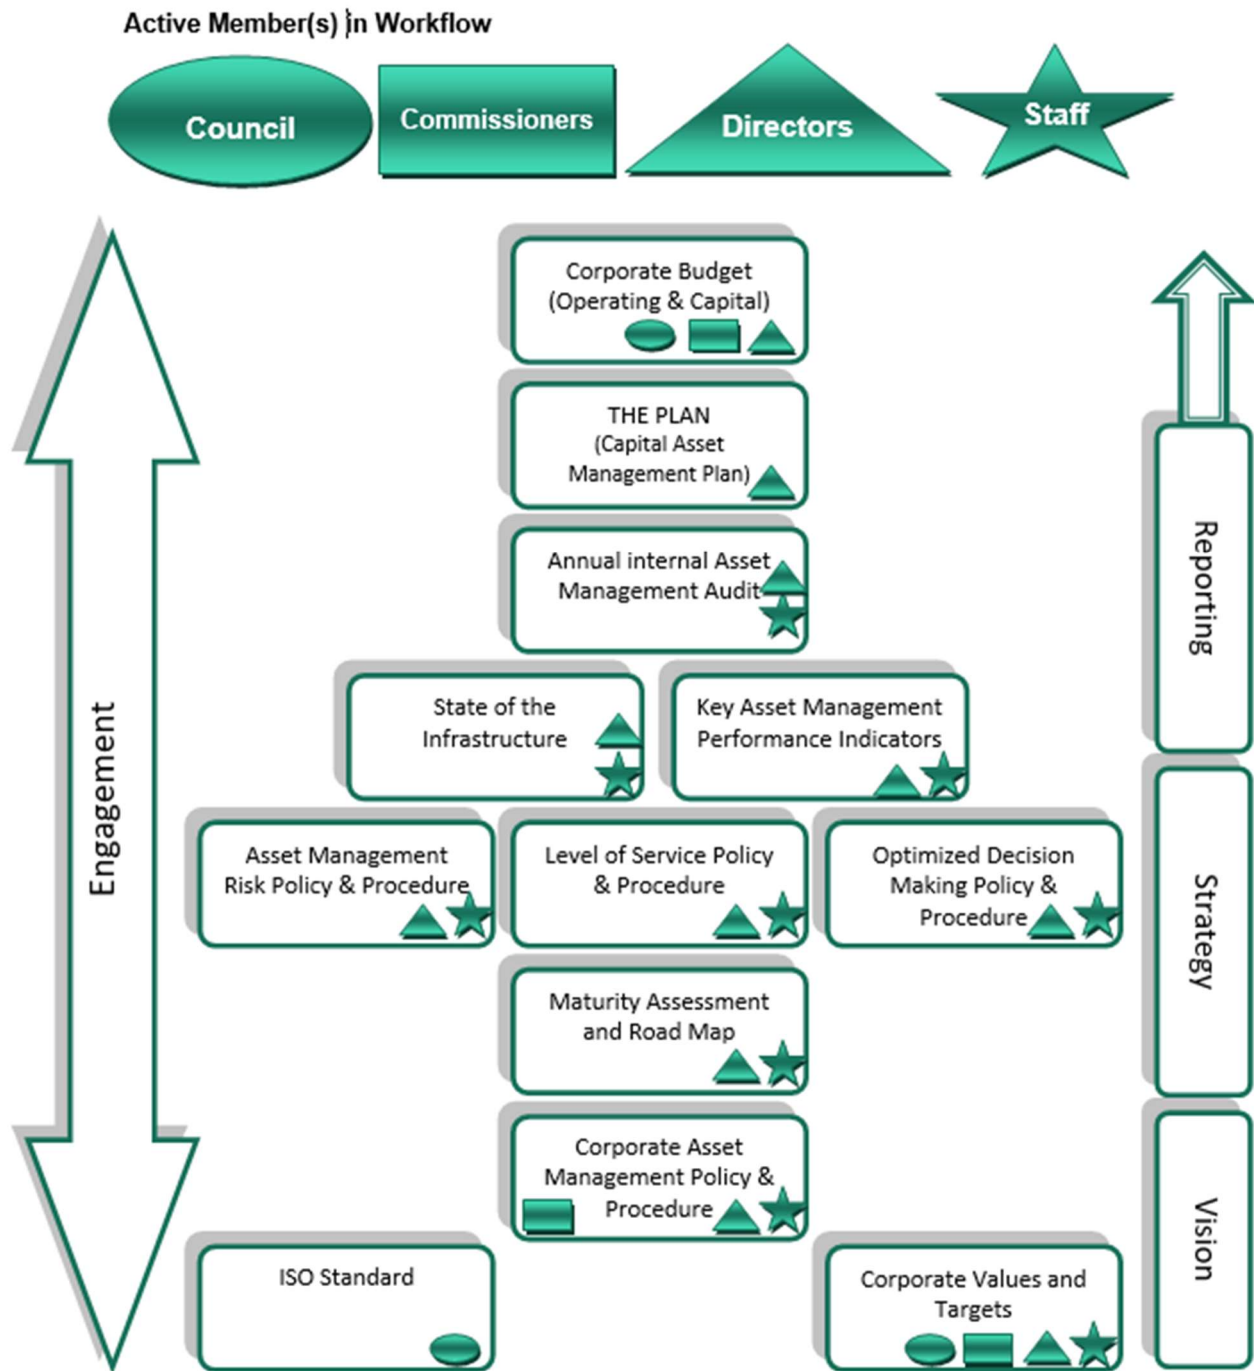 Active Member(s) in Workflow
Council
Commissioners
Directors
Staff
Corporate Budget
(Operating & Capital)
THE PLAN
(Capital Asset
Management Plan)
Annual internal Asset
Management Audit
State of the
Infrastructure
Key Asset Management
Performance Indicators
Asset Management
Risk Policy & Procedure
Level of Service Policy
& Procedure
Optimized Decision
Making Policy &
Procedure
Maturity Assessment
and Road Map
Corporate Asset
Management Policy &
Procedure
ISO Standard
Corporate Values and
Targets
Engagement
Reporting
Strategy
Vision